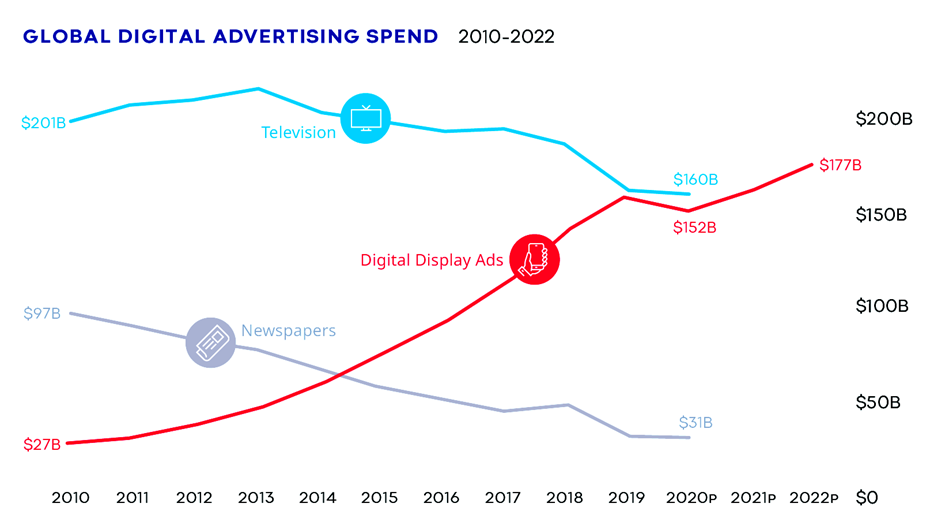 GLOBAL DIGITAL ADVERTISING SPEND 2010-2022
$201B
Television
$200B
$160B
$177B
$152B
$150B
Digital Display Ads
$97B
Newspapers
$100B
$27B
$31B
$50B
2010 2011 2012 2013 2014 2015 2016 2017 2018 2019 2020P 2021P 2022P $0